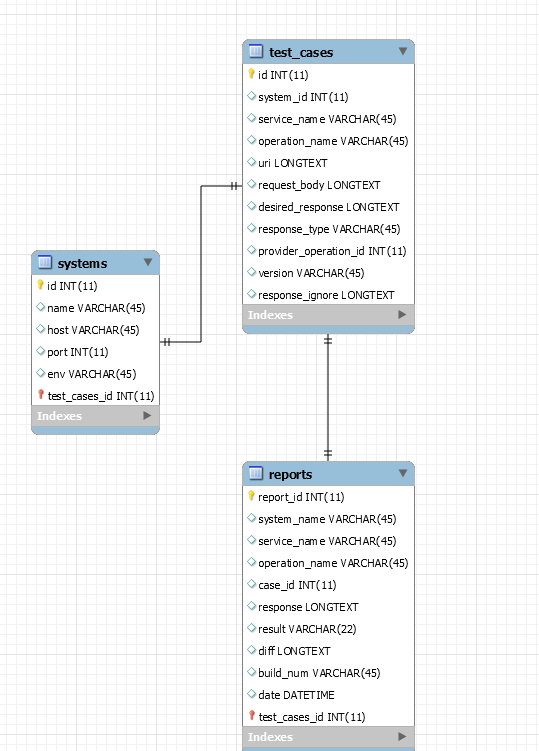 test_cases
id INT(11)
system_id INT(11)
service_name VARCHAR(45)
operation_name VARCHAR(45)
uri LONGTEXT
request_body LONGTEXT
desired_response LONGTEXT
response_type VARCHAR(45)
provider_operation_id INT(11)
version VARCHAR(45)
response_ignore LONGTEXT
Indexes
systems
id INT(11)
name VARCHAR(45)
host VARCHAR(45)
port INT(11)
env VARCHAR(45)
test_cases_id INT(11)
Indexes
reports
report_id INT(11)
system_name VARCHAR(45)
service_name VARCHAR(45)
operation_name VARCHAR(45)
case_id INT(11)
response LONGTEXT
result VARCHAR(22)
diff LONGTEXT
build_num VARCHAR(45)
date DATETIME
test_cases_id INT(11)
Indexes